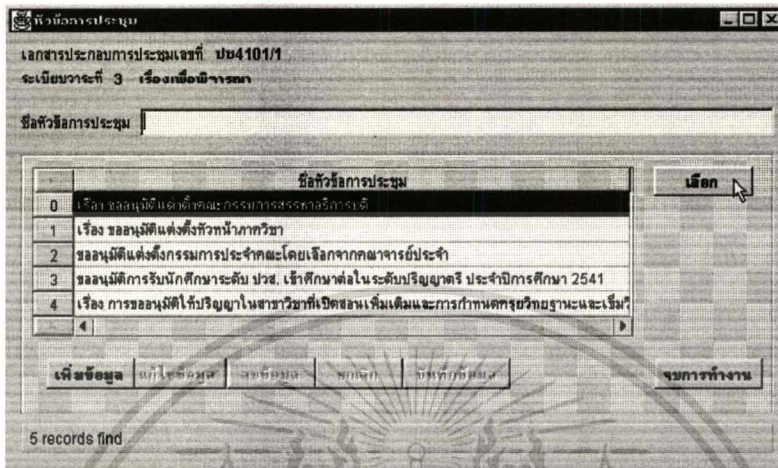 หัวข้อการประชุม
เอกสารประกอบการประชุมเลขที่ ปช4101/1
ระเบียบวาระที่ 3 เรื่องเพื่อพิจารณา
ชื่อหัวข้อการประชุม
ชื่อหัวข้อการประชุม
เลือก
0 เรื่อง ขออนุมัติแต่งตั้งคณะกรรมการสรรหาอธิการบดี
1 เรื่อง ขออนุมัติแต่งตั้งหัวหน้าภาควิชา
2 ขออนุมัติแต่งตั้งกรรมการประจำคณะโดยเลือกจากคณาจารย์ประจำ
3 ขออนุมัติการรับนักศึกษาระดับ ปวส. เข้าศึกษาต่อในระดับปริญญาตรี ประจำปีการศึกษา 2541
4 เรื่อง การขออนุมัติให้ปริญญาในสาขาวิชาที่เปิดสอนเพิ่มเติมและการกำหนดครุยวิทยฐานะและเข็มวิ
เพิ่มข้อมูล แก้ไขข้อมูล ลบข้อมูล ยกเลิก บันทึกข้อมูล จบการทำงาน
5 records find